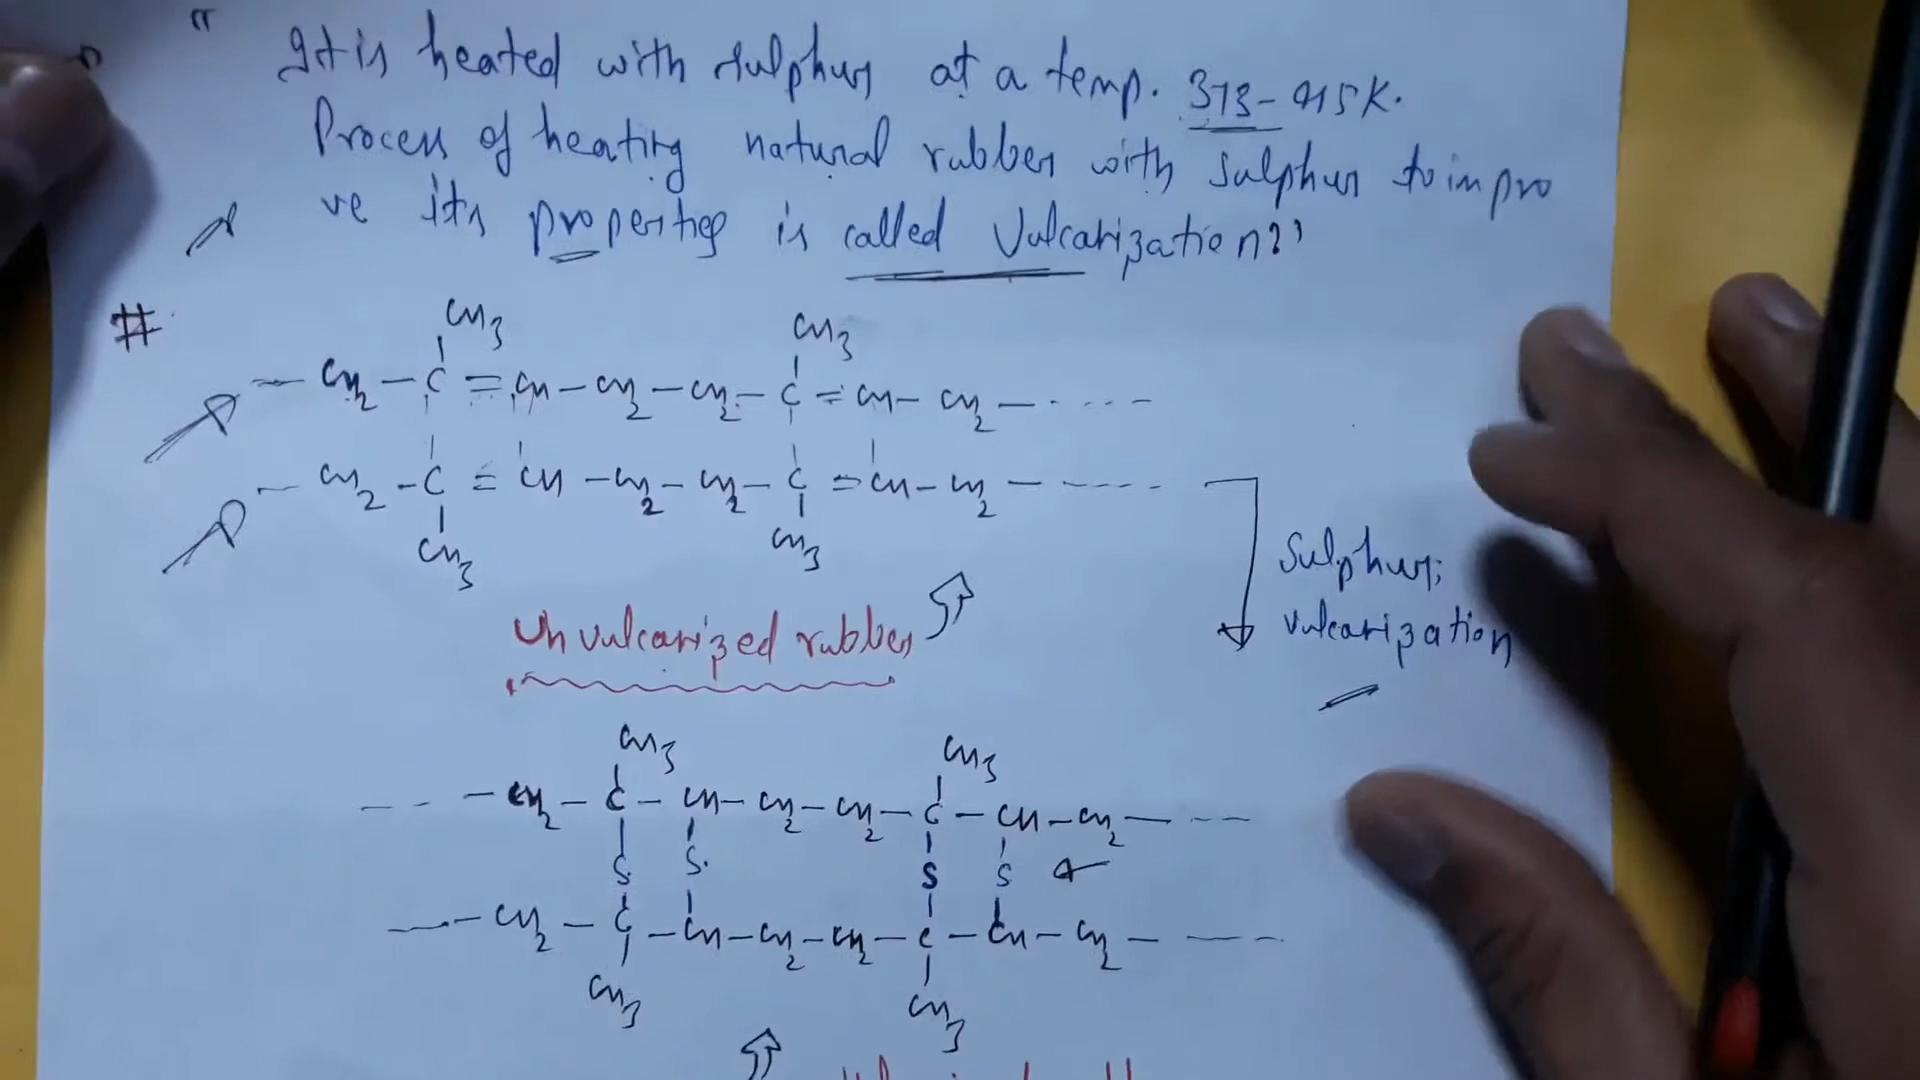 "
It is heated with sulphur at a temp. 373-415K.
Process of heating natural rubber with sulphur to impro
ve its properties is called Vulcanization"
#
CH3 CH3
CH2-C=CH-CH2-CH2-C=CH-CH2-----
CH2-C=CH-CH2-CH2-C=CH-CH2-----
CH3 CH3
Sulphur;
vulcanization
Unvulcanized rubber
CH3 CH3
----CH2-C-CH-CH2-CH2-C-CH-CH2----
S S S S
---CH2-C-CH-CH2-CH2-C-CH-CH2----
CH3 CH3